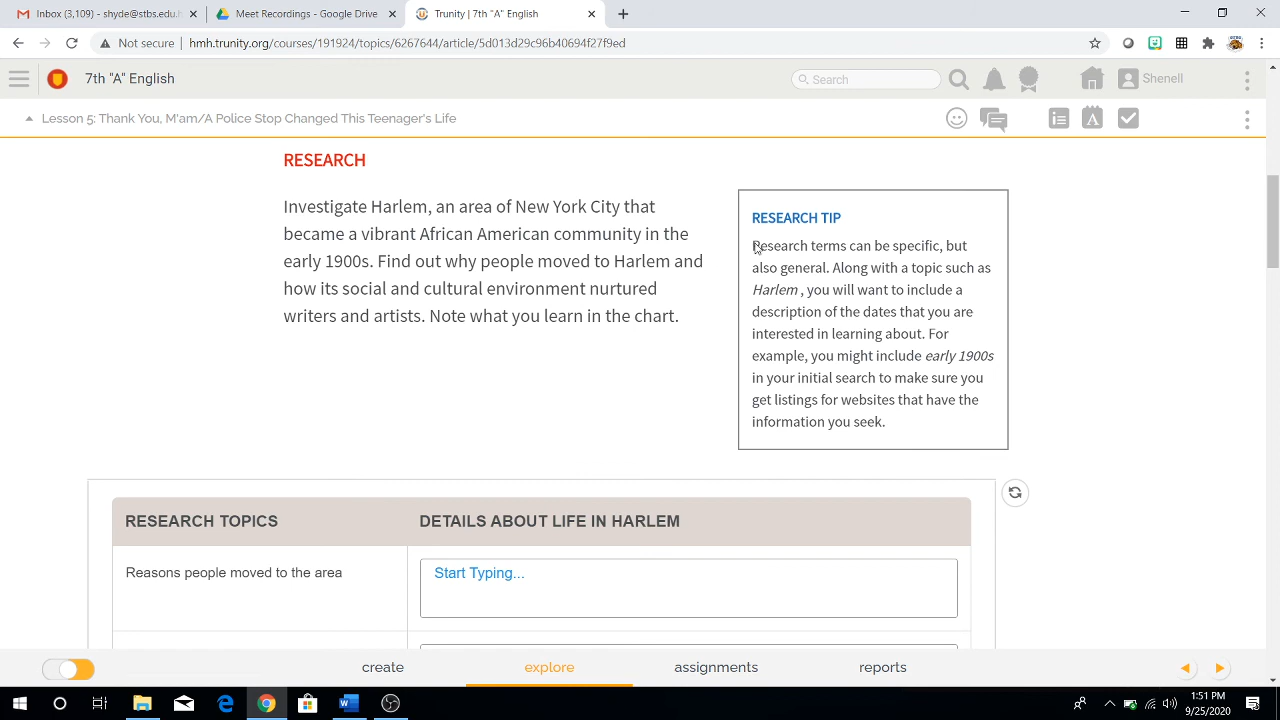 Inbox (3,109) - shyde@stbs.edu.
Meet Recordings - Google Drive
Trunity | 7th "A" English
Not secure | hmh.trunity.org/courses/191924/topics/6267644/article/5d013d29c96b40694f27f9ed
7th "A" English
Search
Shenell
Lesson 5: Thank You, M'am/A Police Stop Changed This Teenager's Life
RESEARCH
Investigate Harlem, an area of New York City that
became a vibrant African American community in the
early 1900s. Find out why people moved to Harlem and
how its social and cultural environment nurtured
writers and artists. Note what you learn in the chart.
RESEARCH TIP
Research terms can be specific, but
also general. Along with a topic such as
Harlem , you will want to include a
description of the dates that you are
interested in learning about. For
example, you might include early 1900s
in your initial search to make sure you
get listings for websites that have the
information you seek.
RESEARCH TOPICS
DETAILS ABOUT LIFE IN HARLEM
Reasons people moved to the area
Start Typing...
create
explore
assignments
reports
1:51 PM
9/25/2020